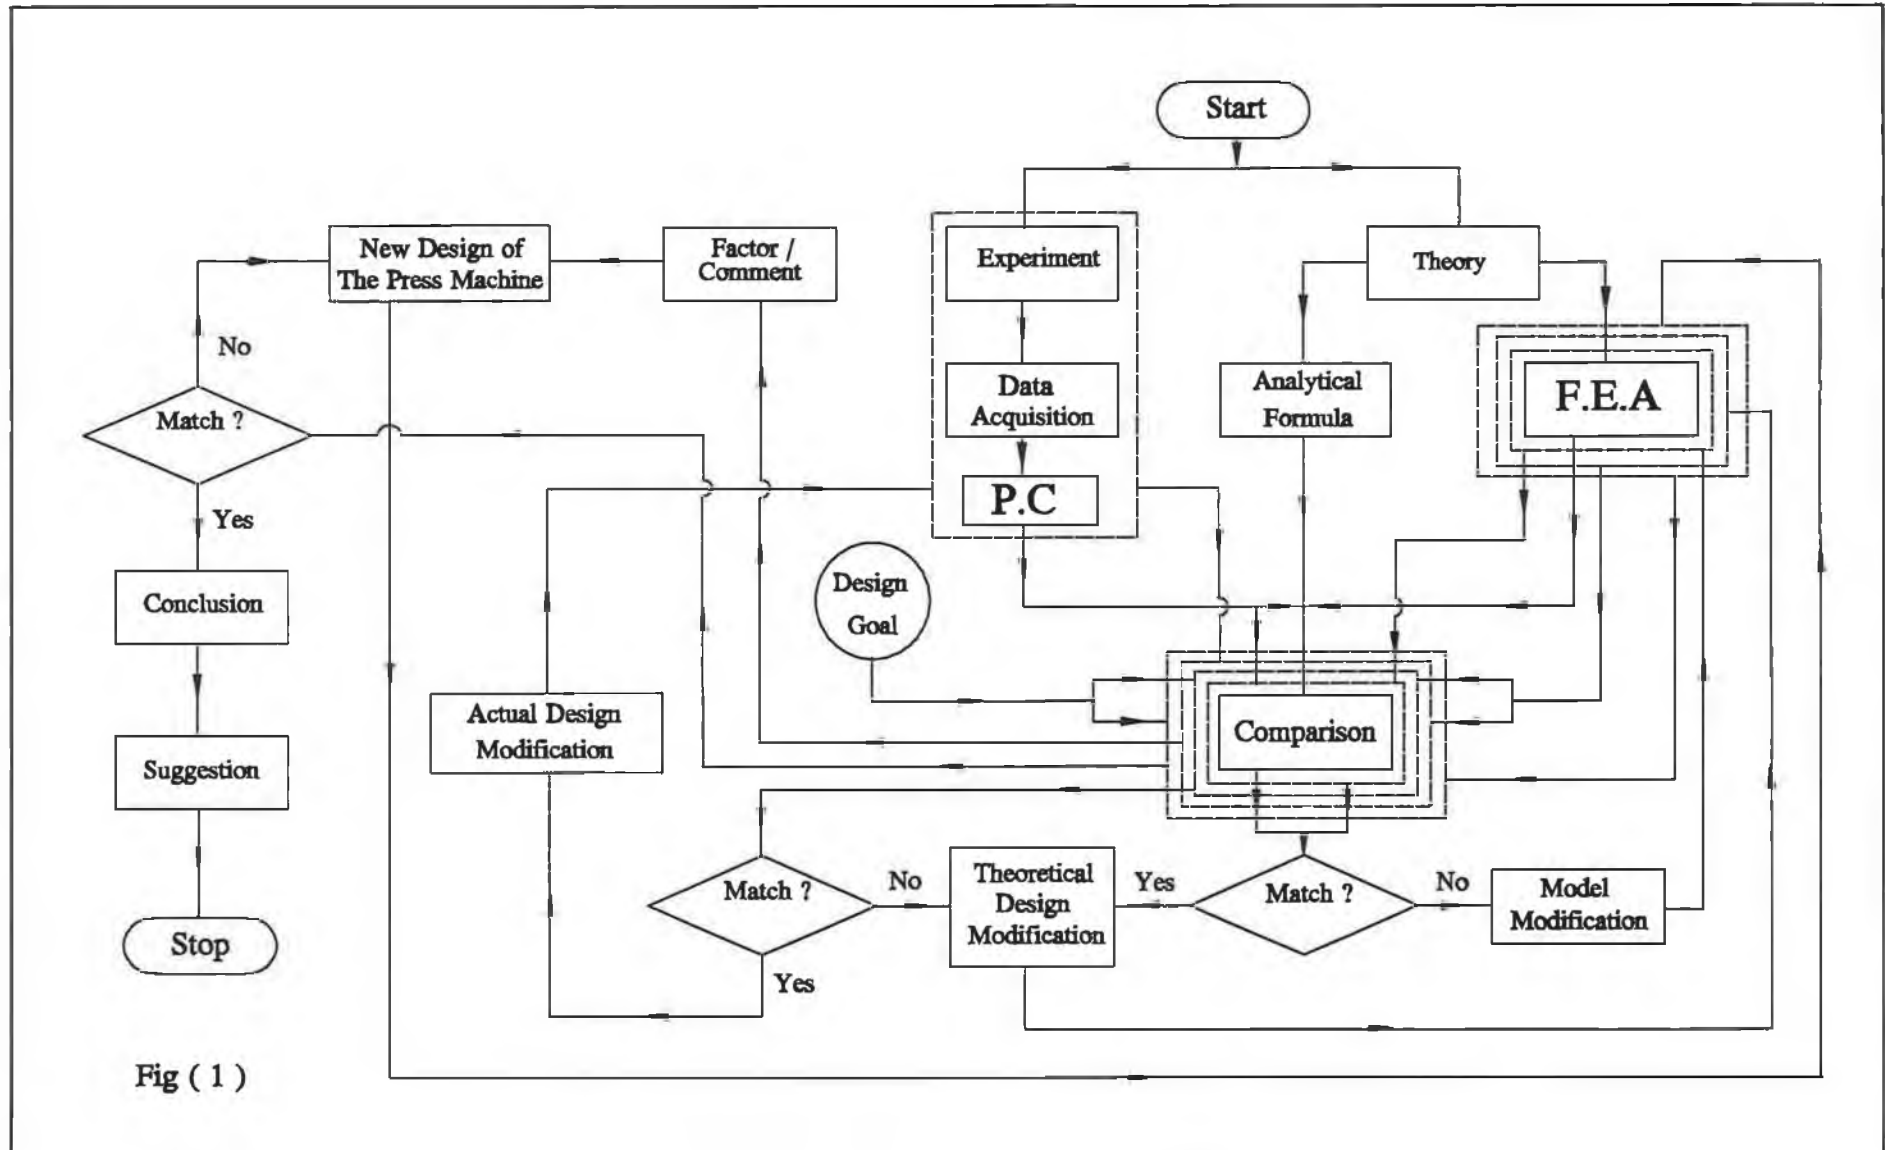 Start
New Design of
The Press Machine
Factor /
Comment
Experiment
Theory
No
Match ?
Data
Acquisition
Analytical
Formula
F.E.A
P.C
Yes
Design
Goal
Conclusion
Actual Design
Modification
Comparison
Suggestion
Match ?
No
Theoretical
Design
Modification
Yes
Match ?
No
Model
Modification
Stop
Yes
Fig ( 1 )